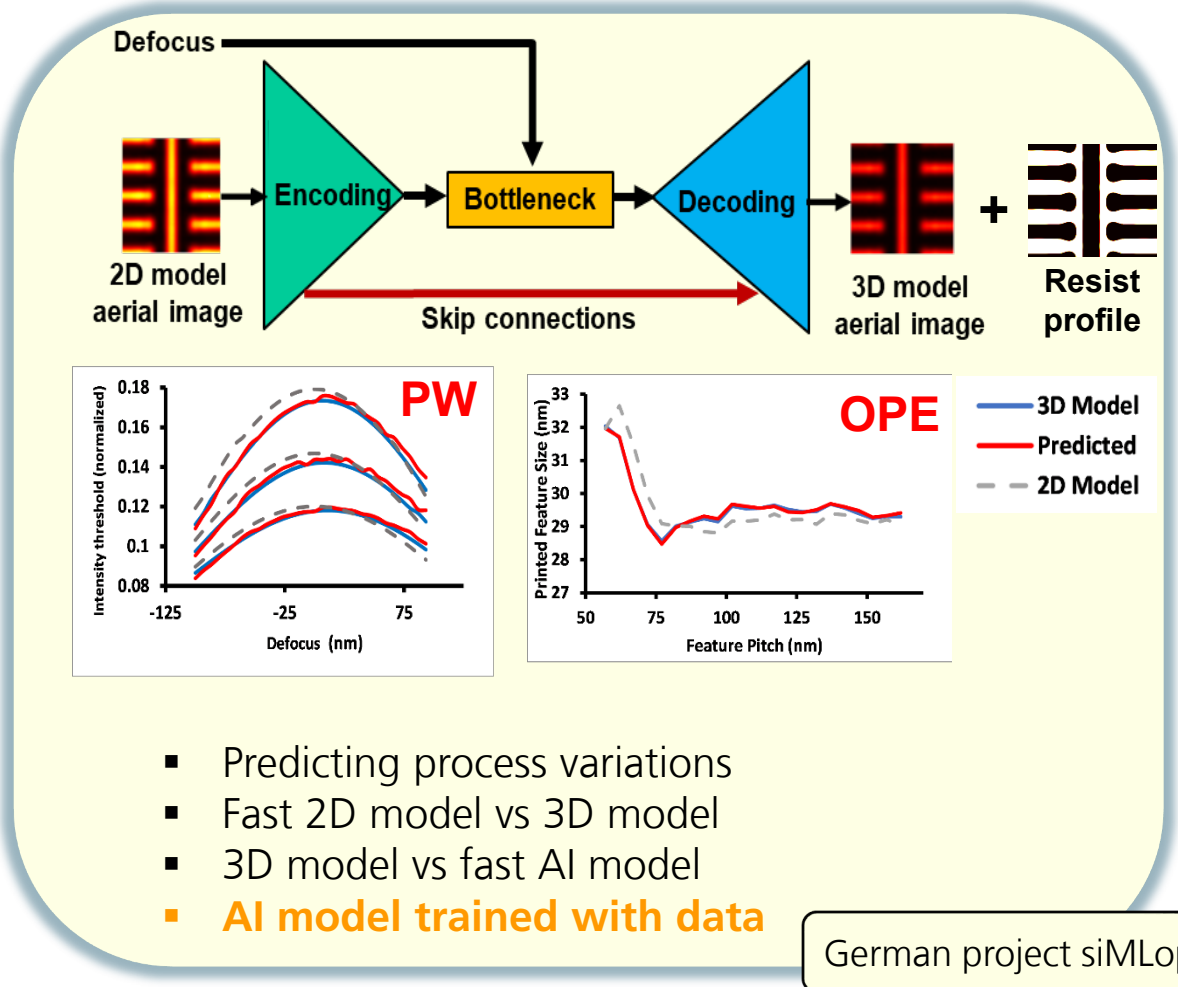 Defocus
Encoding
Bottleneck
Decoding
+
2D model
aerial image
Skip connections
3D model
aerial image
Resist
profile
PW
Intensity threshold (normalized)
0.18
0.16
0.14
0.12
0.1
0.08
-125
-25
75
Defocus (nm)
OPE
Printed Feature Size (nm)
33
32
31
30
29
28
27
50
75
100
125
150
Feature Pitch (nm)
3D Model
Predicted
2D Model
▪ Predicting process variations
▪ Fast 2D model vs 3D model
▪ 3D model vs fast AI model
▪ AI model trained with data
German project siMLop